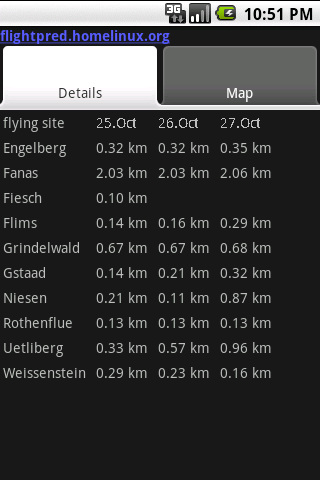 3G 10:51 PM
flightpred.homelinux.org
Details Map
flying site 25.Oct 26.Oct 27.Oct
Engelberg 0.32 km 0.32 km 0.35 km
Fanas 2.03 km 2.03 km 2.06 km
Fiesch 0.10 km
Flims 0.14 km 0.16 km 0.29 km
Grindelwald 0.67 km 0.67 km 0.68 km
Gstaad 0.14 km 0.21 km 0.32 km
Niesen 0.21 km 0.11 km 0.87 km
Rothenflue 0.13 km 0.13 km 0.13 km
Uetliberg 0.33 km 0.57 km 0.96 km
Weissenstein 0.29 km 0.23 km 0.16 km